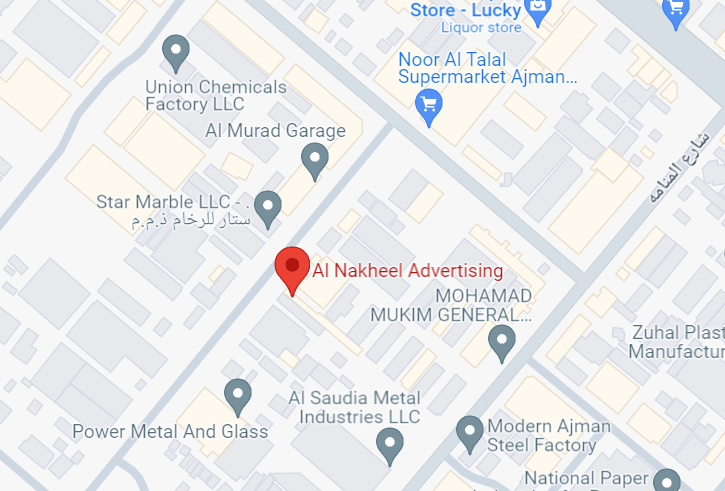 Store - Lucky
Liquor store
Noor Al Talal
Supermarket Ajman...
Union Chemicals
Factory LLC
Al Murad Garage
شارع المنامه
Star Marble LLC - .
ستار للرخام ذ.م.م
Al Nakheel Advertising
MOHAMAD
MUKIM GENERAL...
Zuhal Plast
Manufactur
Al Saudia Metal
Industries LLC
Power Metal And Glass
Modern Ajman
Steel Factory
National Paper